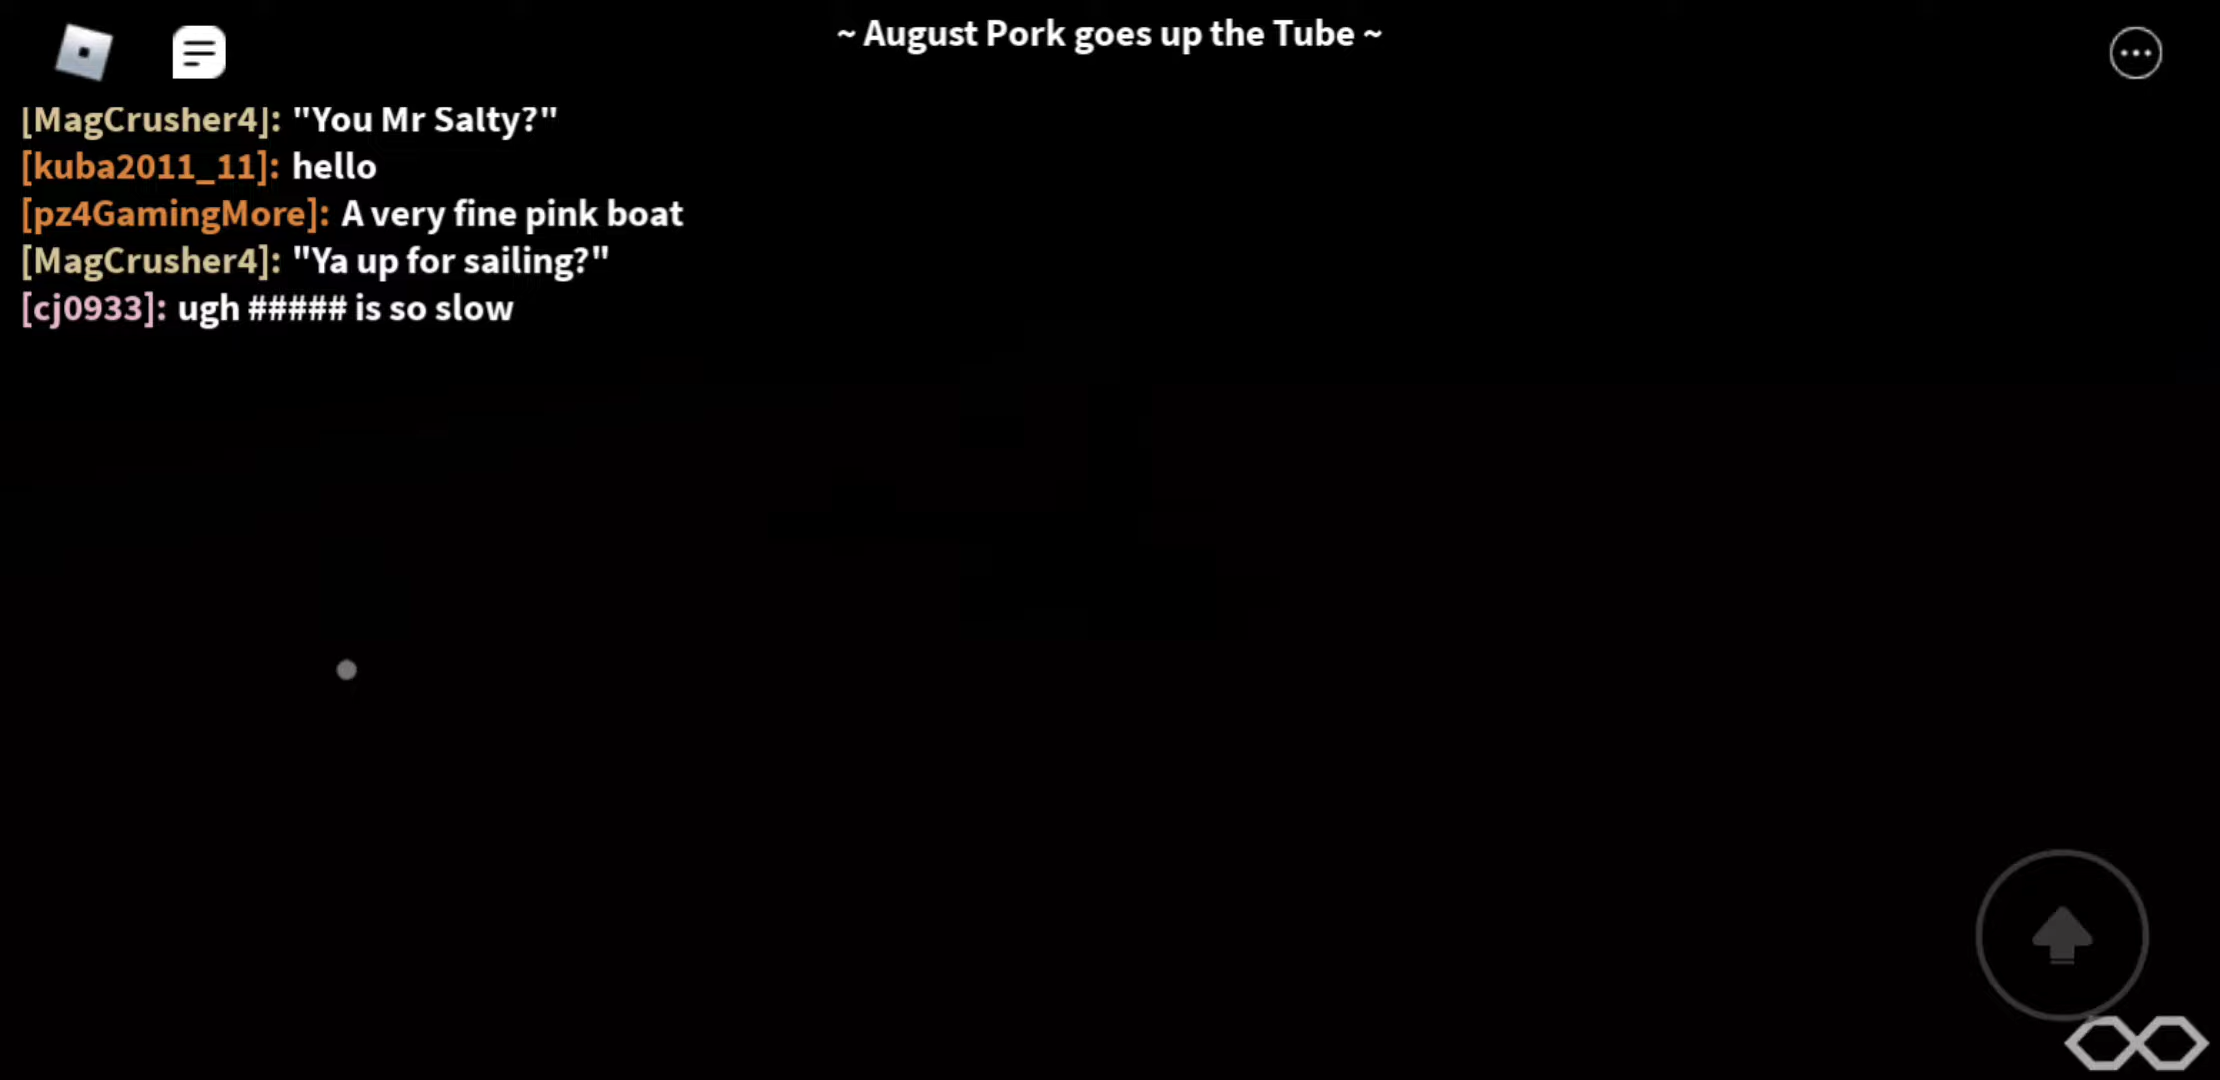 ~ August Pork goes up the Tube ~
[MagCrusher4]: "You Mr Salty?"
[kuba2011_11]: hello
[pz4GamingMore]: A very fine pink boat
[MagCrusher4]: "Ya up for sailing?"
[cj0933]: ugh ##### is so slow